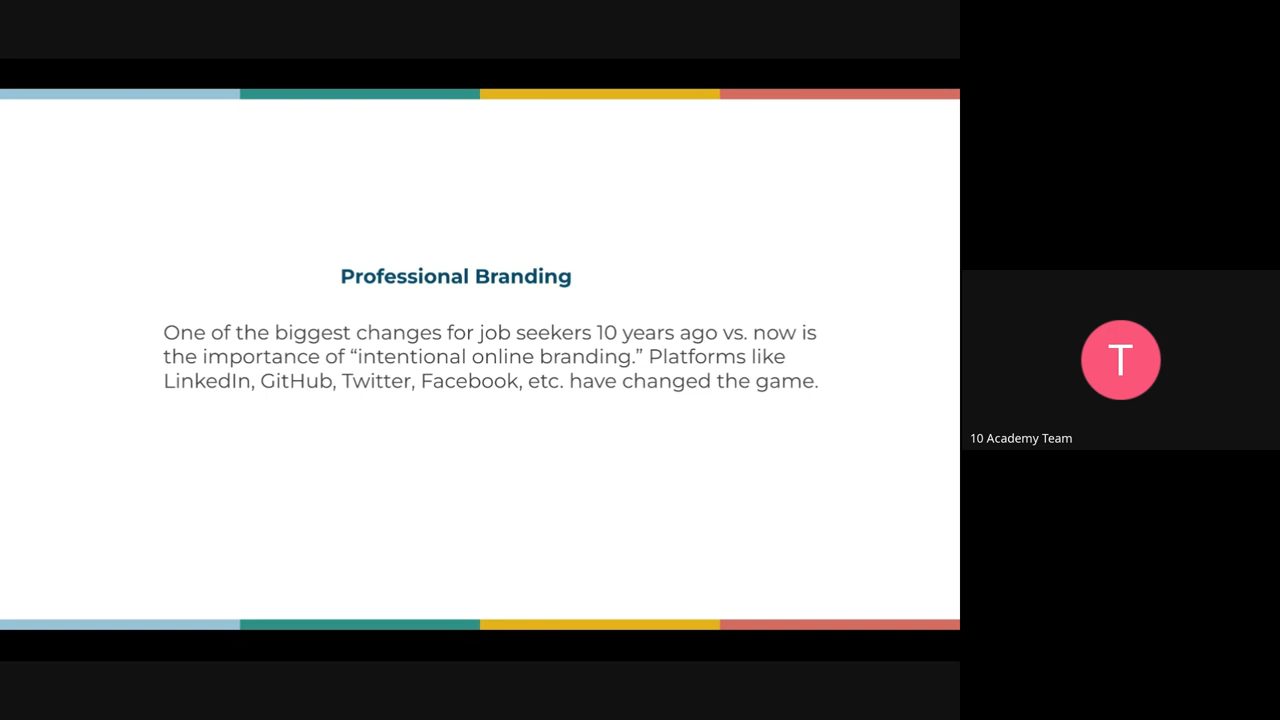 Professional Branding
One of the biggest changes for job seekers 10 years ago vs. now is
the importance of “intentional online branding.” Platforms like
LinkedIn, GitHub, Twitter, Facebook, etc. have changed the game.
T
10 Academy Team